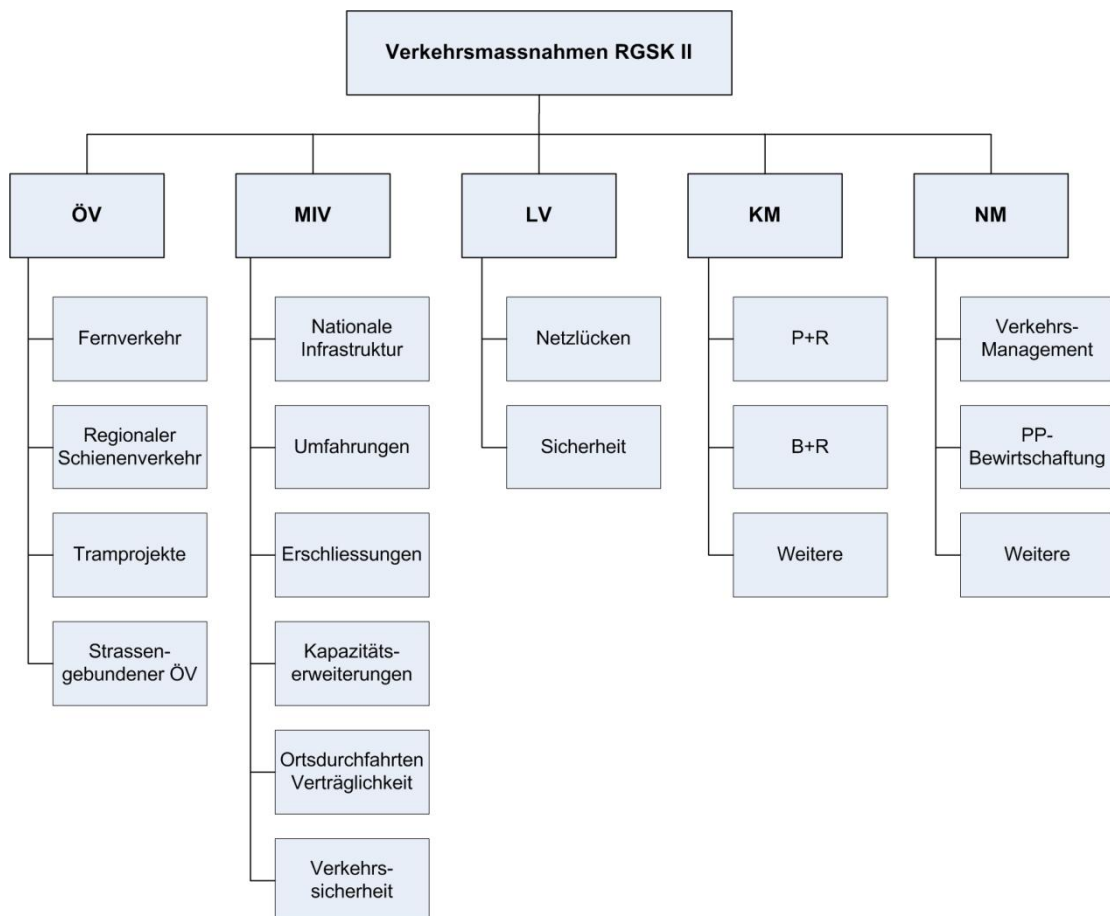 Verkehrsmassnahmen RGSK II
ÖV
MIV
LV
KM
NM
Fernverkehr
Regionaler
Schienenverkehr
Tramprojekte
Strassen-
gebundener ÖV
Nationale
Infrastruktur
Umfahrungen
Erschliessungen
Kapazitäts-
erweiterungen
Ortsdurchfahrten
Verträglichkeit
Verkehrs-
sicherheit
Netzlücken
Sicherheit
P+R
B+R
Weitere
Verkehrs-
Management
PP-
Bewirtschaftung
Weitere